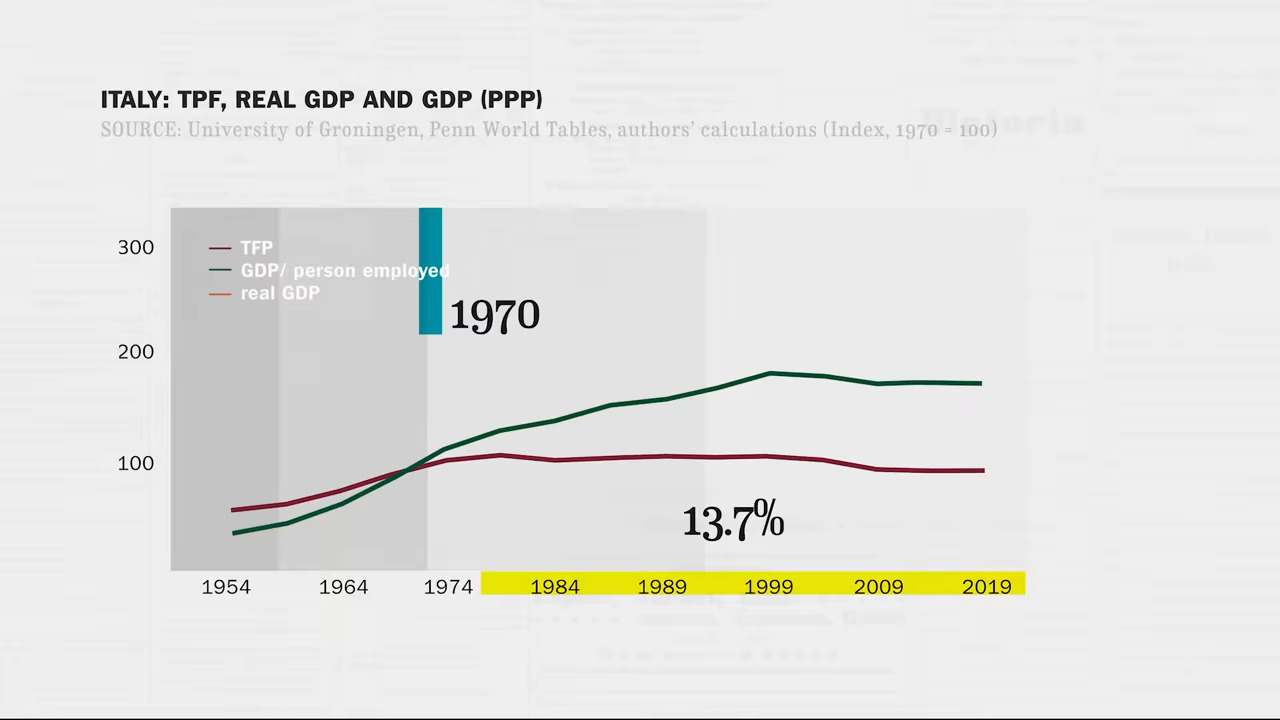 ITALY: TPF, REAL GDP AND GDP (PPP)
SOURCE: University of Groningen, Penn World Tables, authors' calculations (Index, 1970 = 100)
300
TFP
GDP/ person employed
real GDP
1970
200
100
13.7%
1954 1964 1974 1984 1989 1999 2009 2019